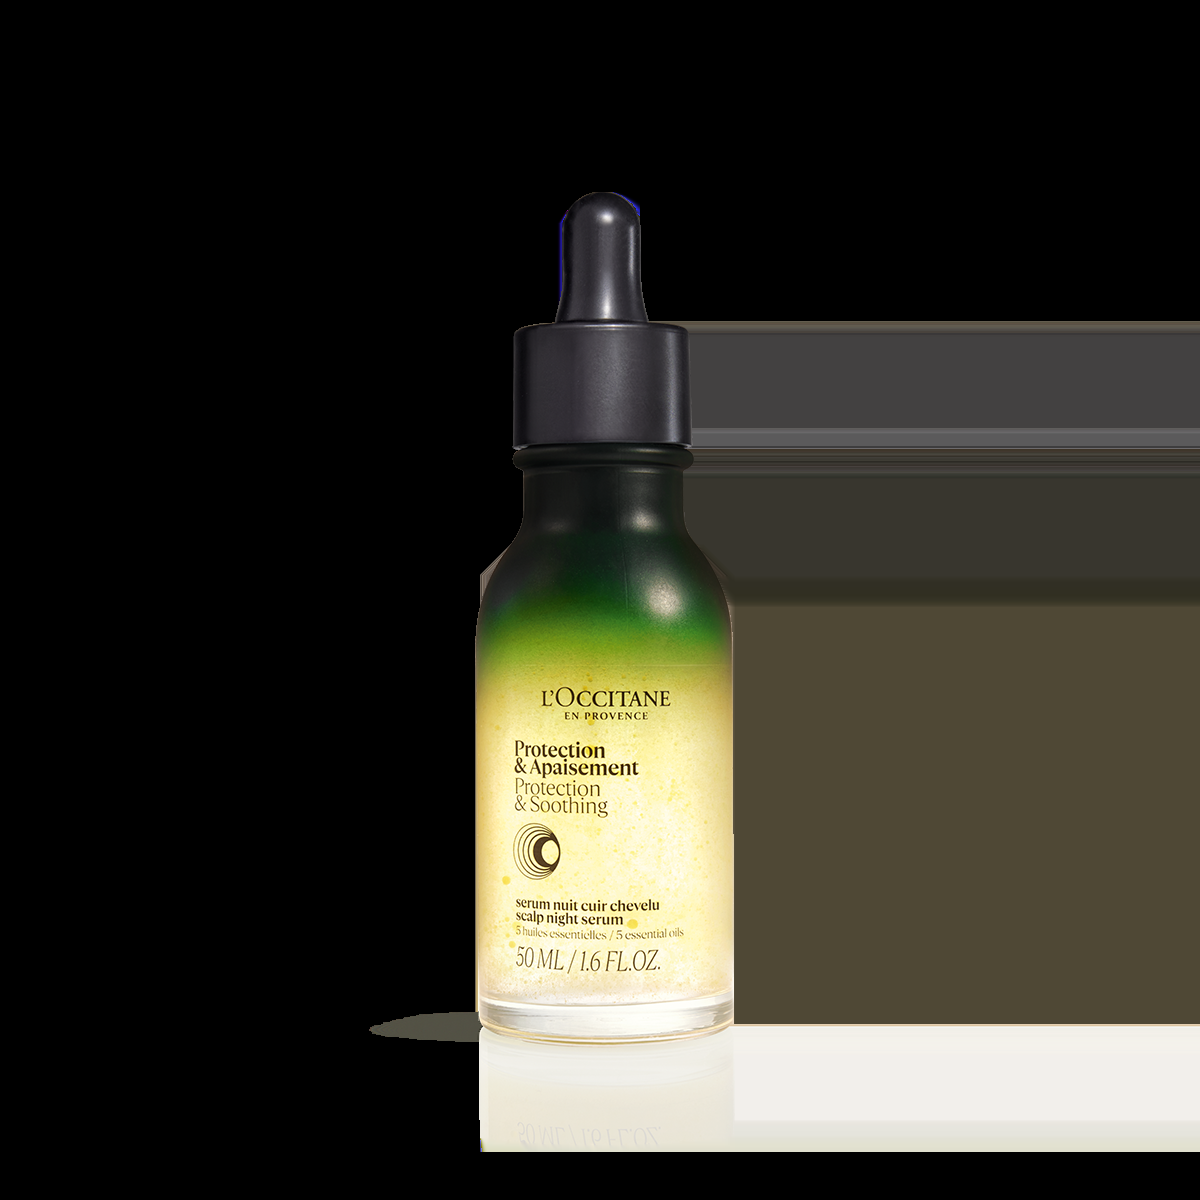 L'OCCITANE
EN PROVENCE
Protection
& Apaisement
Protection
& Soothing
serum nuit cuir chevelu
scalp night serum
5 huiles essentielles / 5 essential oils
50 ML / 1.6 FL.OZ.